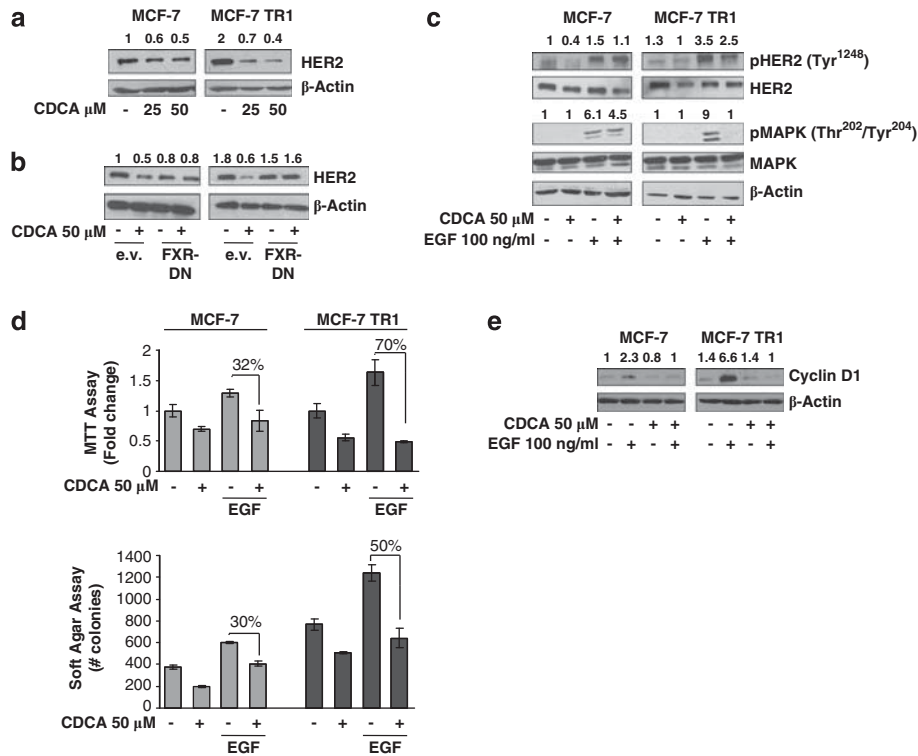 a
MCF-7 MCF-7 TR1
1 0.6 0.5 2 0.7 0.4
HER2
β-Actin
CDCA μM - 25 50 - 25 50
b
1 0.5 0.8 0.8 1.8 0.6 1.5 1.6
HER2
β-Actin
CDCA 50 μM - + - + - + - +
e.v. FXR- e.v. FXR-
DN DN
c
MCF-7 MCF-7 TR1
1 0.4 1.5 1.1 1.3 1 3.5 2.5
pHER2 (Tyr1248)
HER2
1 1 6.1 4.5 1 1 9 1
pMAPK (Thr202/Tyr204)
MAPK
β-Actin
CDCA 50 μM - + - + - + - +
EGF 100 ng/ml - - + + - - + +
d
MCF-7 MCF-7 TR1
MTT Assay
(Fold change)
2
1.5
1
0.5
0
32% 70%
CDCA 50 μM - + - + - + - +
EGF EGF
Soft Agar Assay
(# colonies)
1400
1200
1000
800
600
400
200
0
30% 50%
CDCA 50 μM - + - + - + - +
EGF EGF
e
MCF-7 MCF-7 TR1
1 2.3 0.8 1 1.4 6.6 1.4 1
Cyclin D1
β-Actin
CDCA 50 μM - - + + - - + +
EGF 100 ng/ml - + - + - + - +